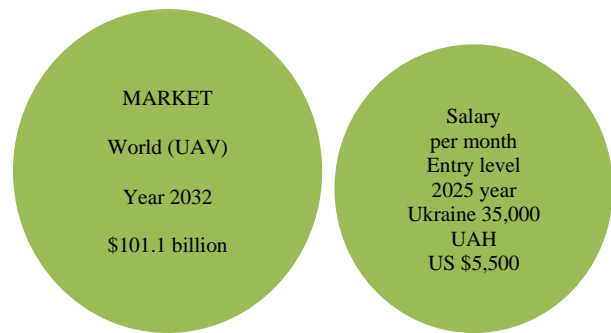 MARKET
World (UAV)
Year 2032
$101.1 billion
Salary
per month
Entry level
2025 year
Ukraine 35,000
UAH
US $5,500